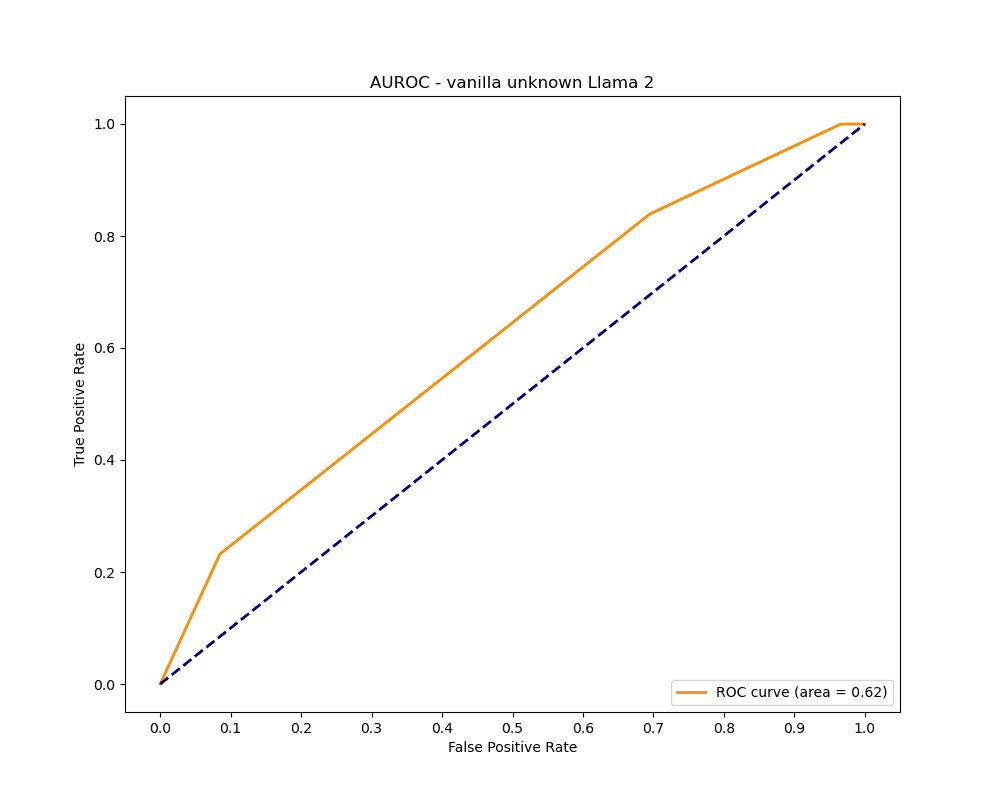 AUROC - vanilla unknown Llama 2
True Positive Rate
1.0
0.8
0.6
0.4
0.2
0.0
ROC curve (area = 0.62)
0.0 0.1 0.2 0.3 0.4 0.5 0.6 0.7 0.8 0.9 1.0
False Positive Rate